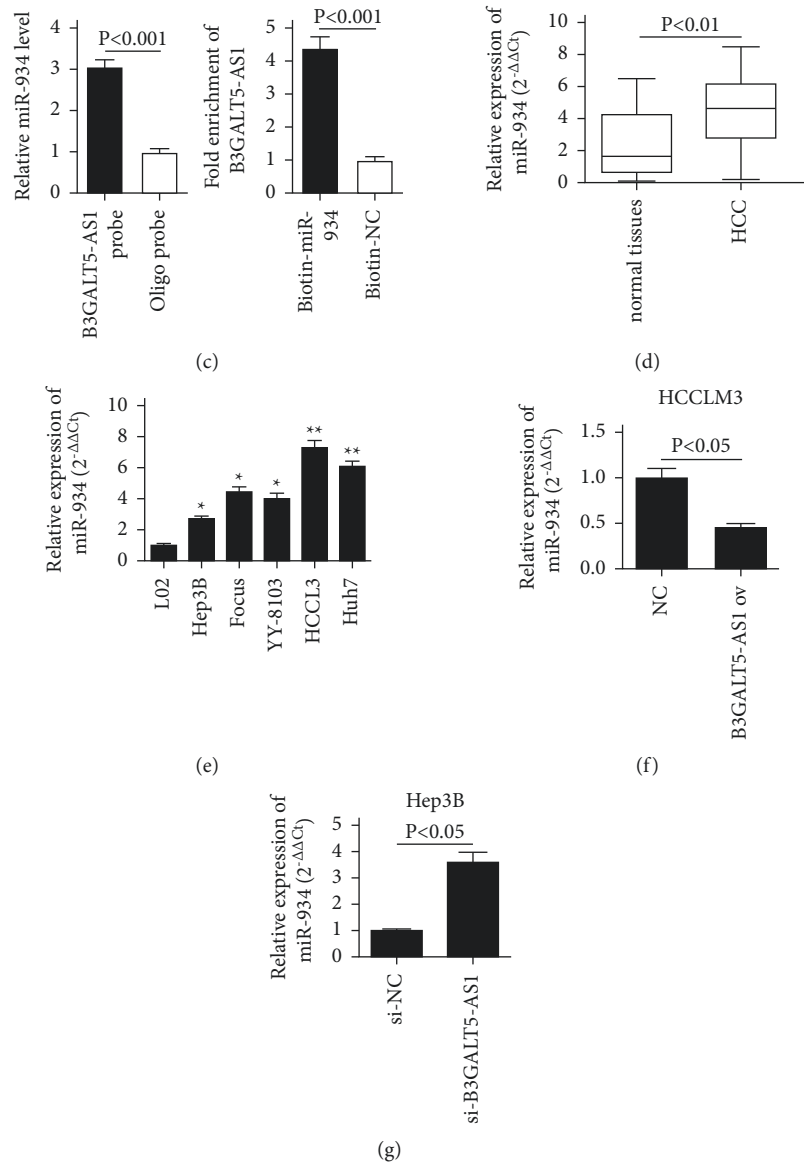 P<0.001
Relative miR-934 level
4
3
2
1
0
B3GALT5-AS1
probe
Oligo probe
P<0.001
Fold enrichment of
B3GALT5-AS1
5
4
3
2
1
0
Biotin-miR-
934
Biotin-NC
(c)
P<0.01
Relative expression of
miR-934 (2-ΔΔCt)
10
8
6
4
2
0
normal tissues
HCC
(d)
Relative expression of
miR-934 (2-ΔΔCt)
10
8
6
4
2
0
*
*
*
**
**
L02
Hep3B
Focus
YY-8103
HCCL3
Huh7
(e)
HCCLM3
P<0.05
Relative expression of
miR-934 (2-ΔΔCt)
1.5
1.0
0.5
0.0
NC
B3GALT5-AS1 ov
(f)
Hep3B
P<0.05
Relative expression of
miR-934 (2-ΔΔCt)
5
4
3
2
1
0
si-NC
si-B3GALT5-AS1
(g)